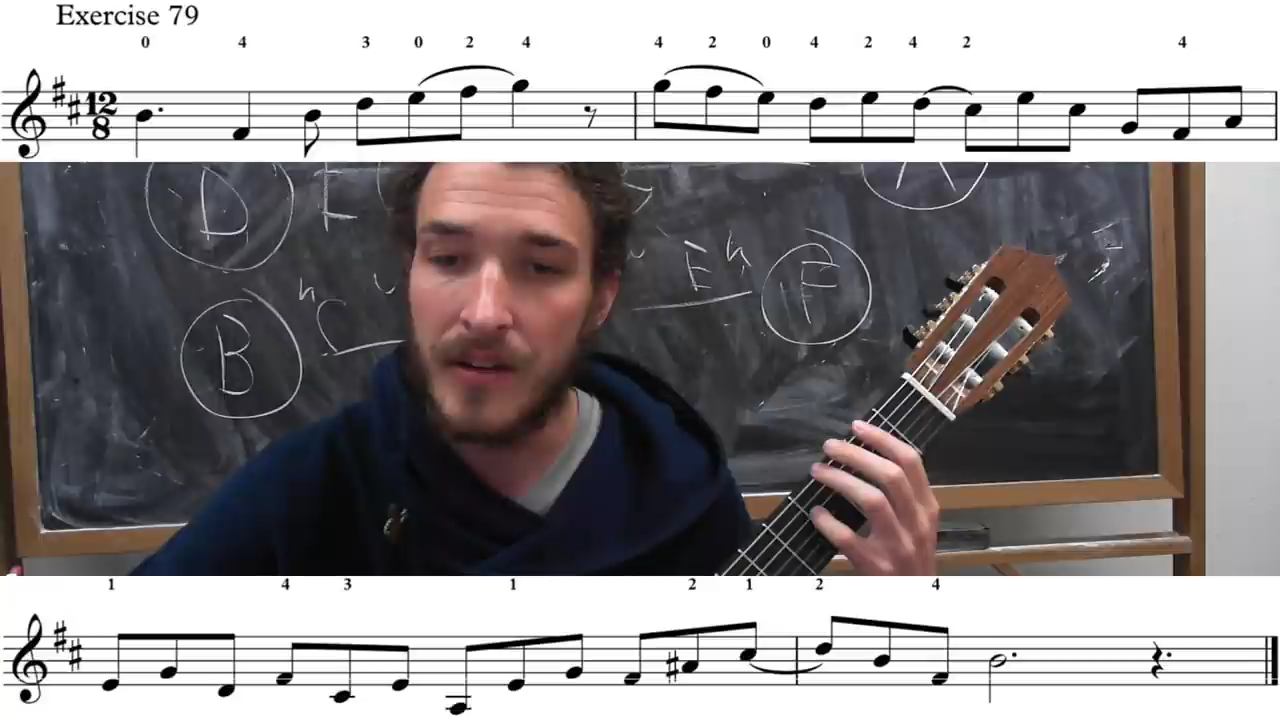 Exercise 79
0 4 3 0 2 4 4 2 0 4 2 4 2 4
12
8
D E A
B C E F
1 4 3 1 2 1 2 4